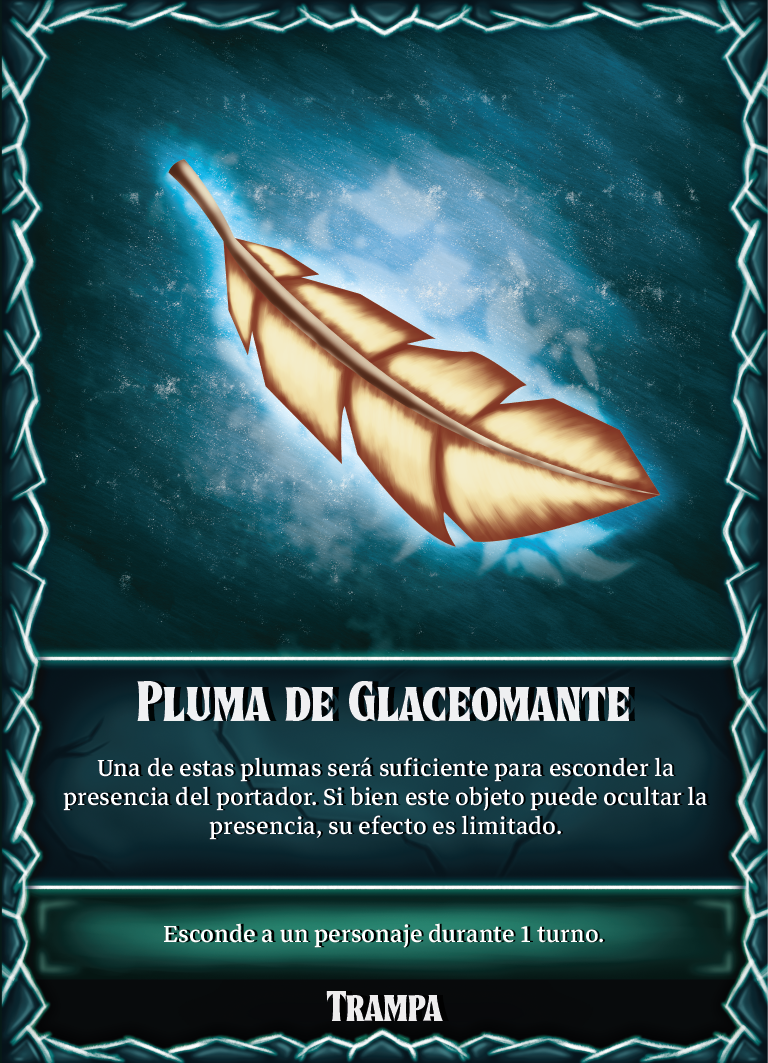 Pluma de Glaceomante
Una de estas plumas será suficiente para esconder la
presencia del portador. Si bien este objeto puede ocultar la
presencia, su efecto es limitado.
Esconde a un personaje durante 1 turno.
Trampa